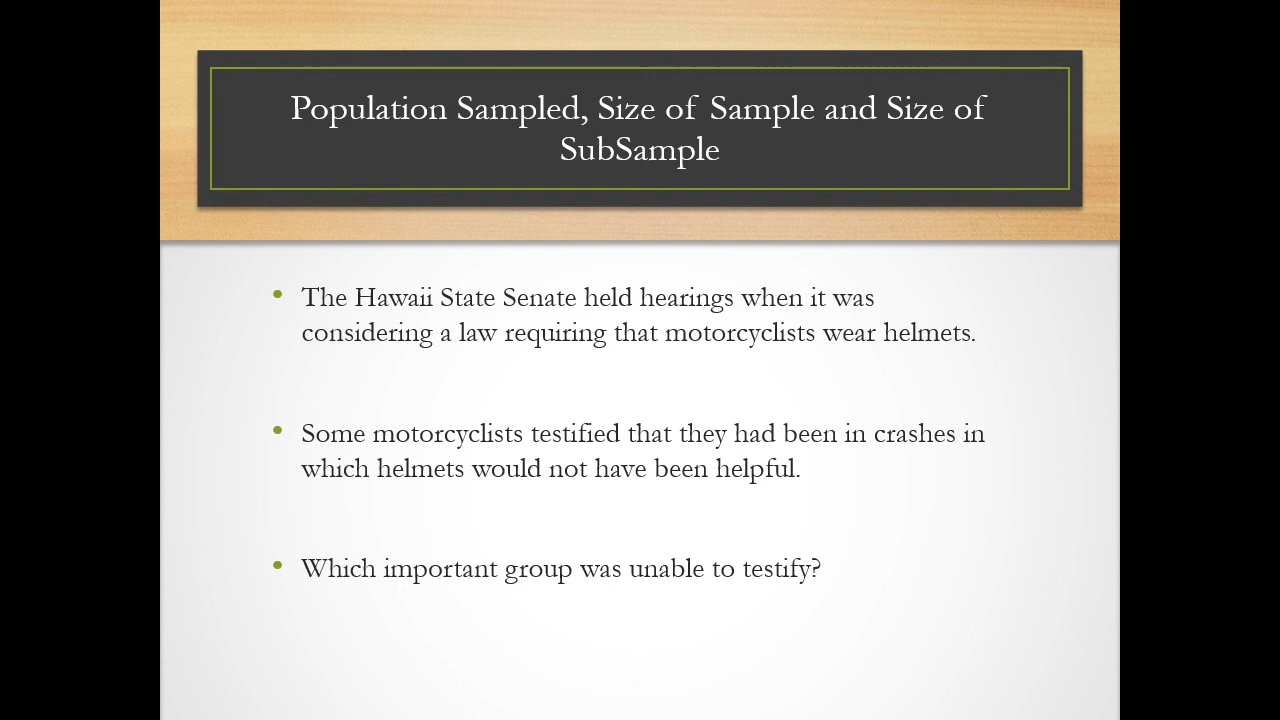 Population Sampled, Size of Sample and Size of
SubSample
• The Hawaii State Senate held hearings when it was
considering a law requiring that motorcyclists wear helmets.
• Some motorcyclists testified that they had been in crashes in
which helmets would not have been helpful.
• Which important group was unable to testify?